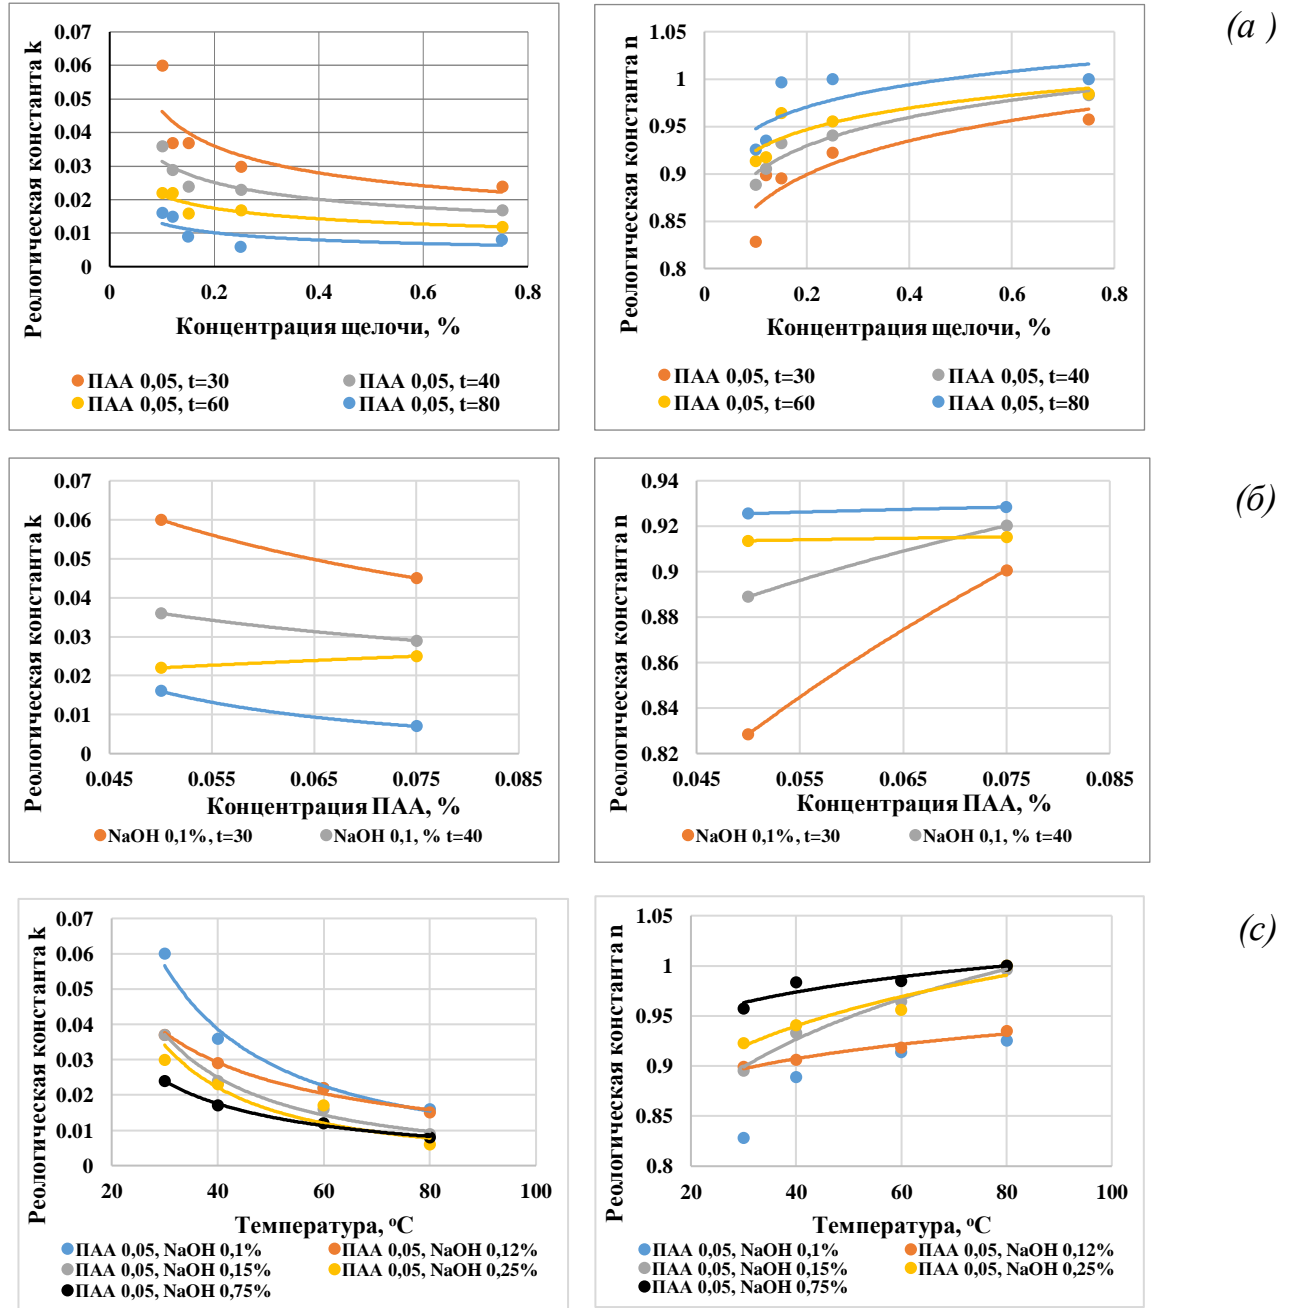 (а )
Реологическая константа k
0.07
0.06
0.05
0.04
0.03
0.02
0.01
0
0
0.2
0.4
0.6
0.8
Концентрация щелочи, %
ПАА 0,05, t=30
ПАА 0,05, t=40
ПАА 0,05, t=60
ПАА 0,05, t=80
Реологическая константа n
1.05
1
0.95
0.9
0.85
0.8
0
0.2
0.4
0.6
0.8
Концентрация щелочи, %
ПАА 0,05, t=30
ПАА 0,05, t=40
ПАА 0,05, t=60
ПАА 0,05, t=80
(б)
Реологическая константа k
0.07
0.06
0.05
0.04
0.03
0.02
0.01
0
0.045
0.055
0.065
0.075
0.085
Концентрация ПАА, %
NaOH 0,1%, t=30
NaOH 0,1, % t=40
Реологическая константа n
0.94
0.92
0.9
0.88
0.86
0.84
0.82
0.045
0.055
0.065
0.075
0.085
Концентрация ПАА, %
NaOH 0,1%, t=30
NaOH 0,1, % t=40
(с)
Реологическая константа k
0.07
0.06
0.05
0.04
0.03
0.02
0.01
0
20
40
60
80
100
Температура, °С
ПАА 0,05, NaOH 0,1%
ПАА 0,05, NaOH 0,12%
ПАА 0,05, NaOH 0,15%
ПАА 0,05, NaOH 0,25%
ПАА 0,05, NaOH 0,75%
Реологическая константа n
1.05
1
0.95
0.9
0.85
0.8
20
40
60
80
100
Температура, °С
ПАА 0,05, NaOH 0,1%
ПАА 0,05, NaOH 0,12%
ПАА 0,05, NaOH 0,15%
ПАА 0,05, NaOH 0,25%
ПАА 0,05, NaOH 0,75%